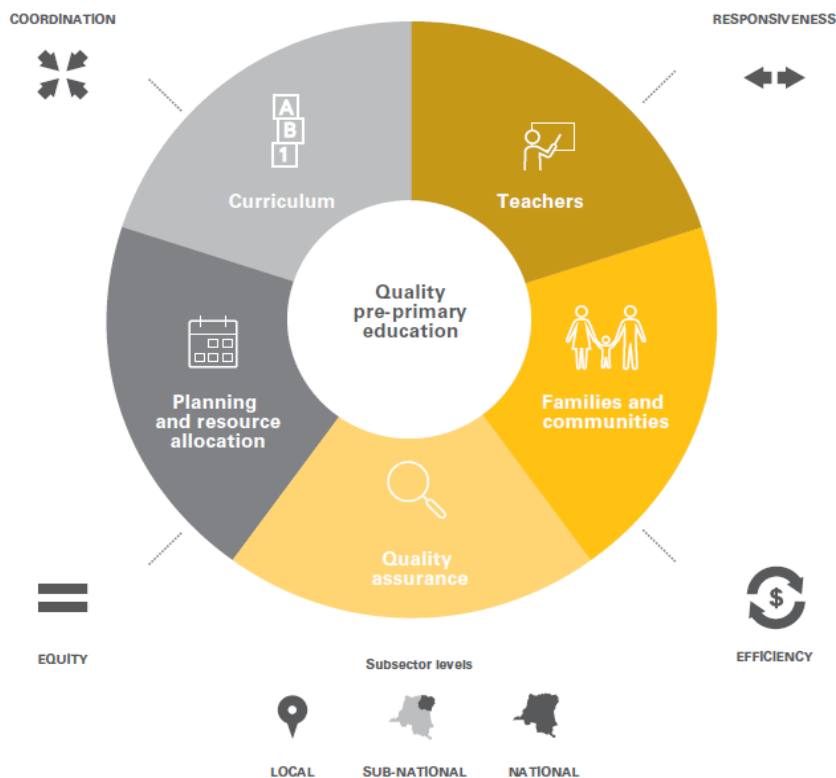 COORDINATION
RESPONSIVENESS
A
B
1
Curriculum
Teachers
Quality
pre-primary
education
Planning
and resource
allocation
Families and
communities
Quality
assurance
$
EQUITY
EFFICIENCY
Subsector levels
LOCAL
SUB-NATIONAL
NATIONAL